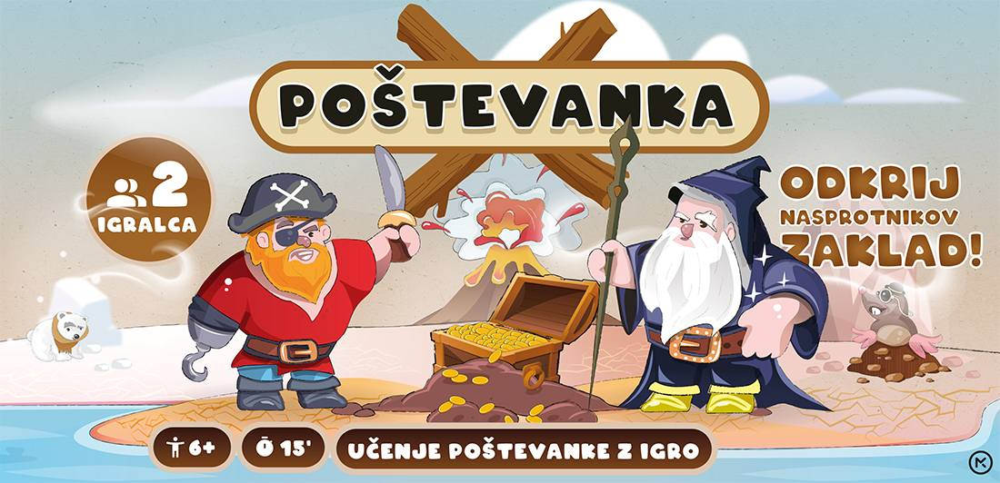 POŠTEVANKA
2
IGRALCA
ODKRIJ
NASPROTNIKOV
ZAKLAD!
6+
15'
UČENJE POŠTEVANKE Z IGRO
M